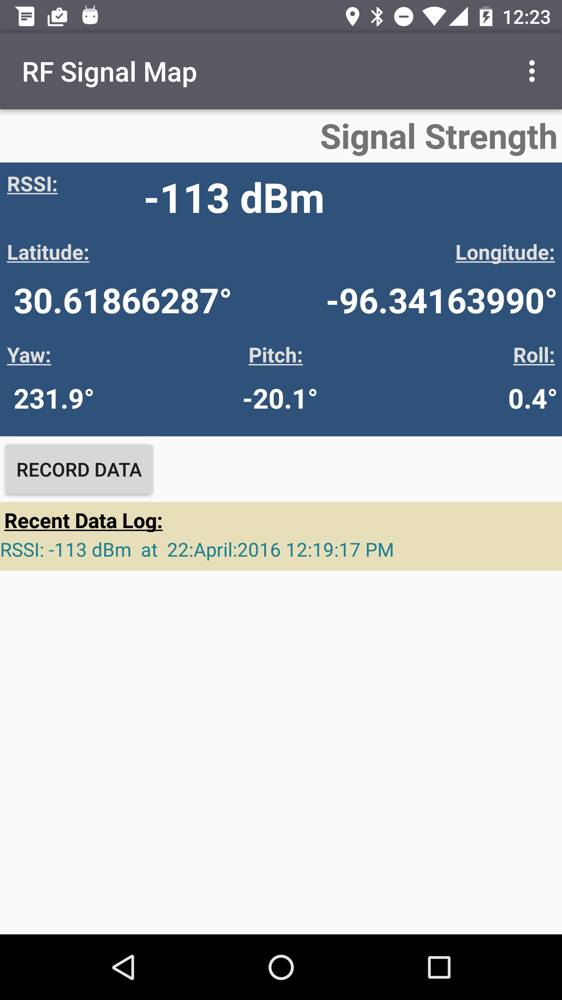 12:23
RF Signal Map
Signal Strength
RSSI: -113 dBm
Latitude: Longitude:
30.61866287° -96.34163990°
Yaw: Pitch: Roll:
231.9° -20.1° 0.4°
RECORD DATA
Recent Data Log:
RSSI: -113 dBm at 22:April:2016 12:19:17 PM